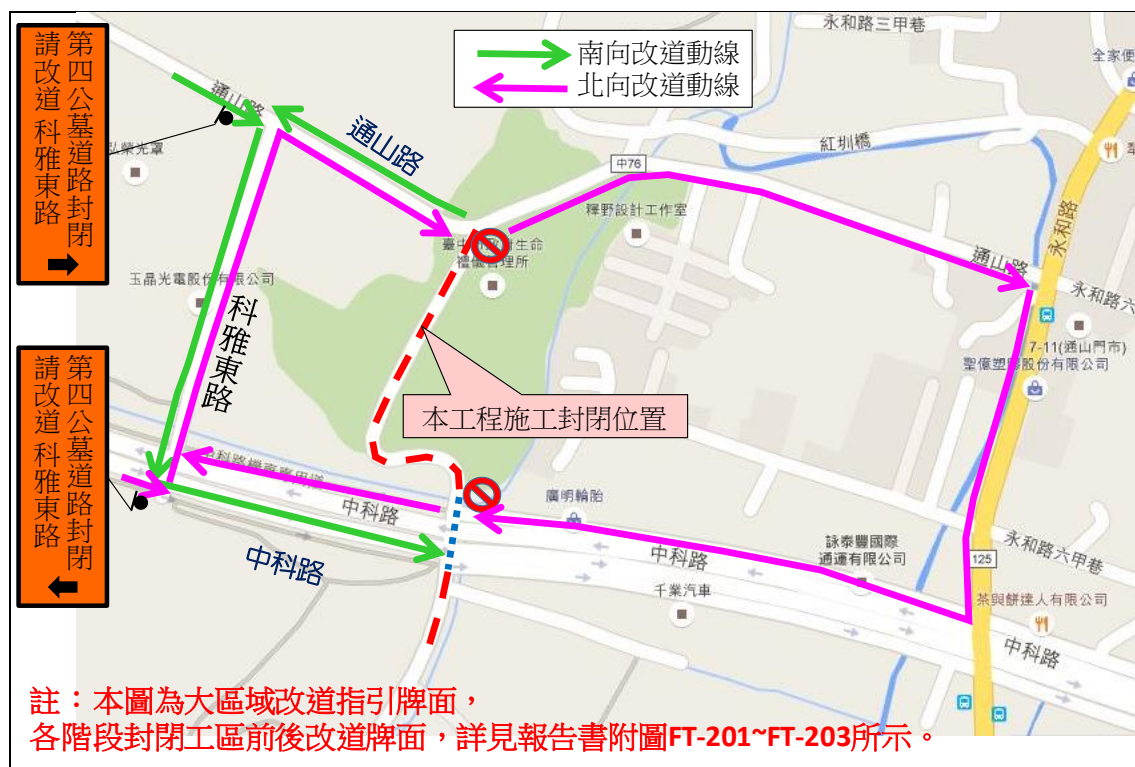 第四公墓道路封閉
請改道 科雅東路
南向改道動線
北向改道動線
永和路三甲巷
全家便
通山路
通山路
弘榮光罩
紅圳橋
中76
釋野設計工作室
禮儀管理所
永和路
通山路
永和路六
玉晶光電股份有限公司
7-11(通山門市)
聖億塑膠股份有限公司
科雅東路
本工程施工封閉位置
第四公墓道路封閉
請改道 科雅東路
廣明輪胎
中科路
中科路
詠泰豐國際
通運有限公司
125
永和路六甲巷
中科路
千業汽車
茶與餅達人有限公司
中科路
註：本圖為大區域改道指引牌面，
各階段封閉工區前後改道牌面，詳見報告書附圖FT-201~FT-203所示。